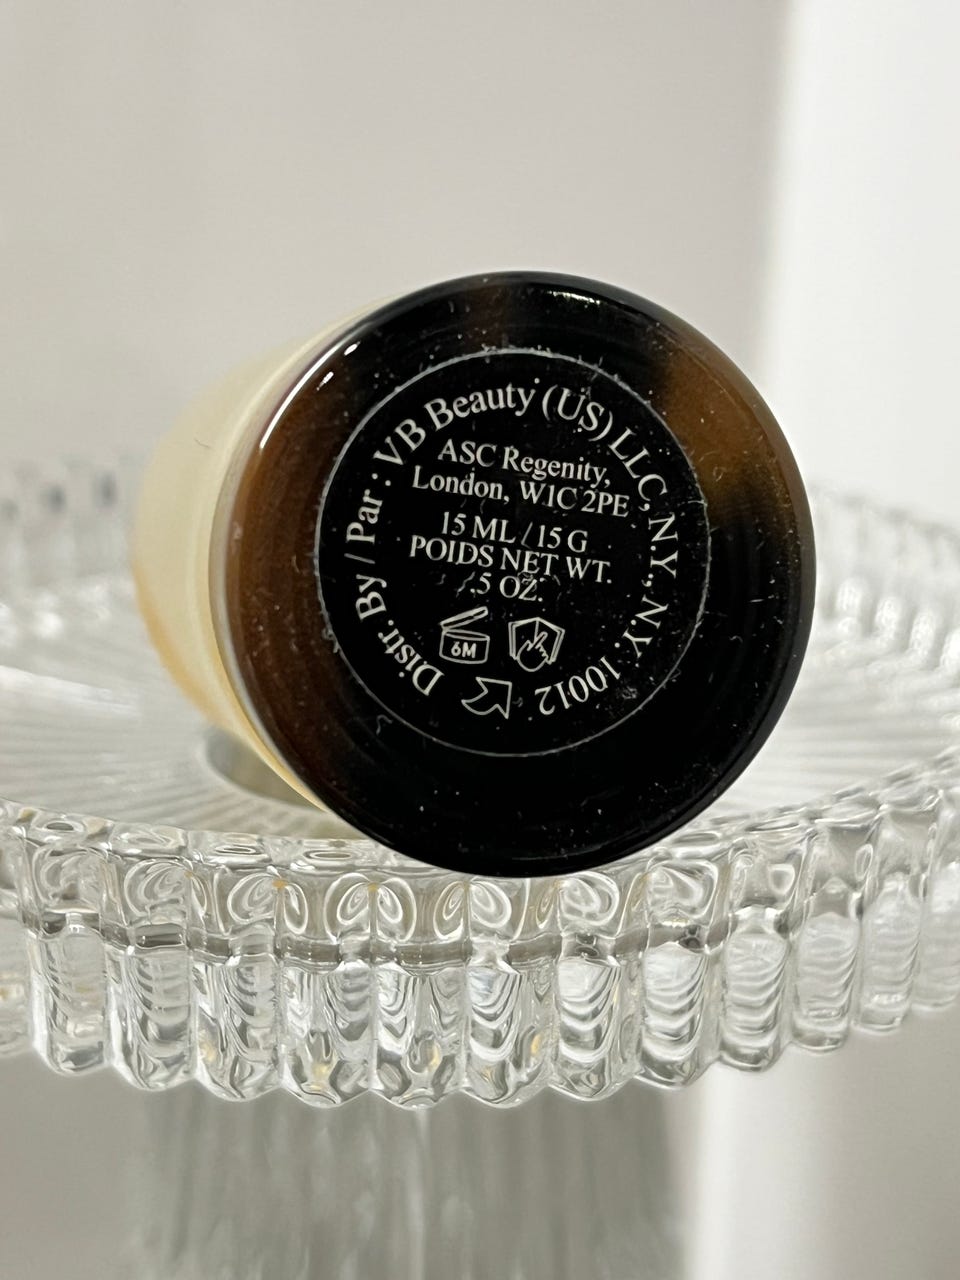 Distr. By / Par : VB Beauty (US) LLC, N.Y., N.Y. 10012
ASC Regenity,
London, W1C 2PE
15 ML / 15 G
POIDS NET WT.
.5 OZ.
6M